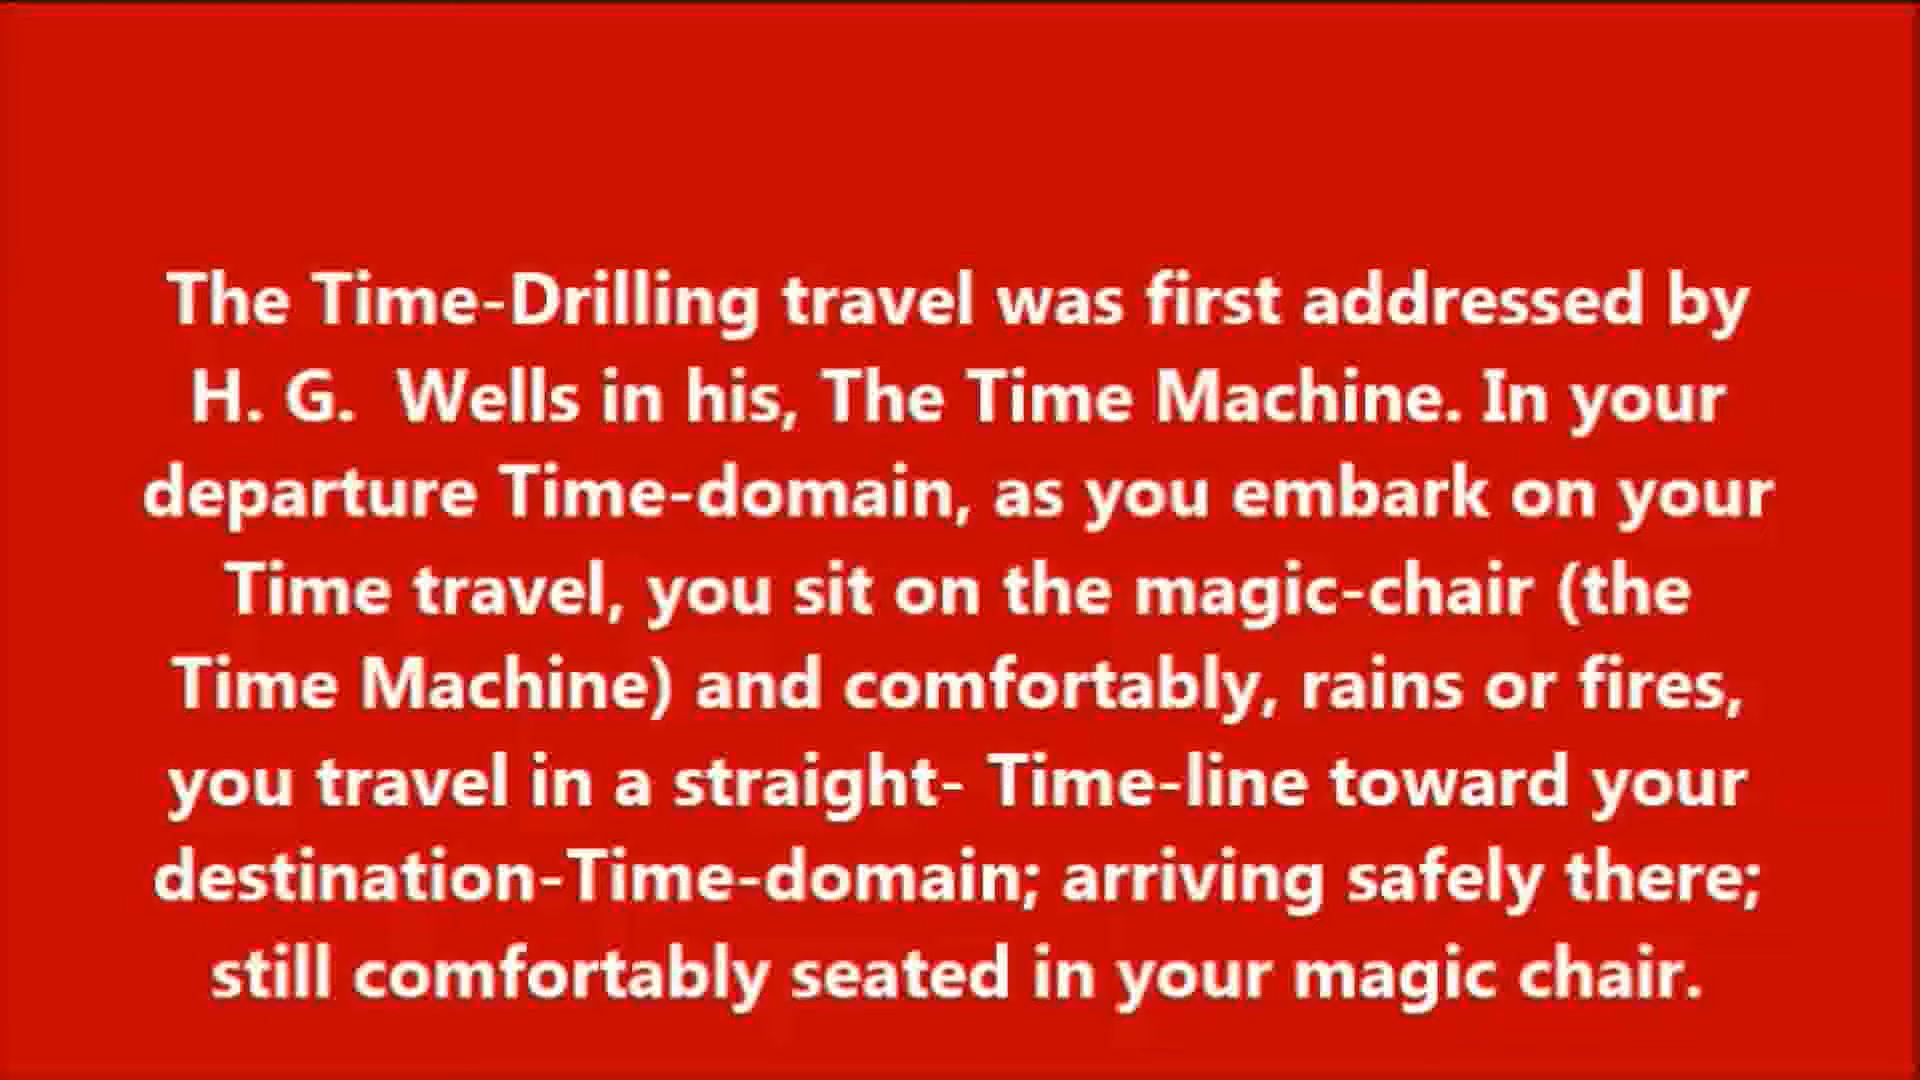 The Time-Drilling travel was first addressed by
H. G.  Wells in his, The Time Machine. In your
departure Time-domain, as you embark on your
Time travel, you sit on the magic-chair (the
Time Machine) and comfortably, rains or fires,
you travel in a straight- Time-line toward your
destination-Time-domain; arriving safely there;
still comfortably seated in your magic chair.